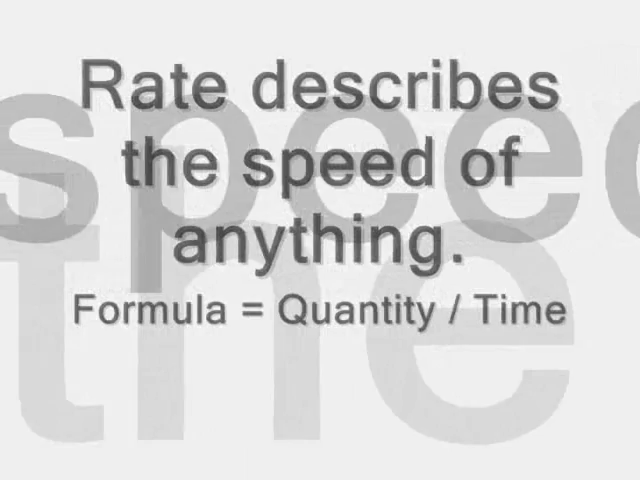 Rate describes
the speed of
anything.
Formula = Quantity / Time
speed
the